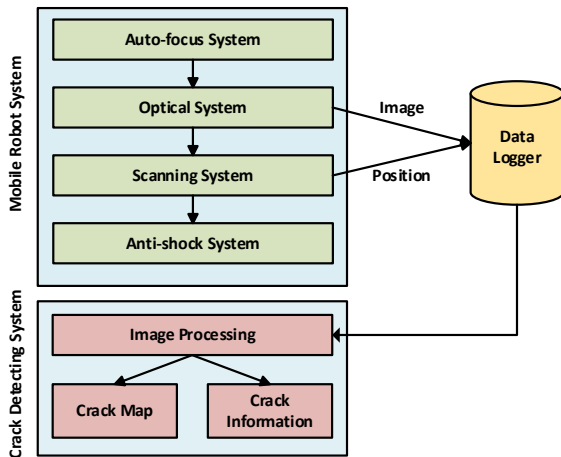 Mobile Robot System
Auto-focus System
Optical System
Scanning System
Anti-shock System
Image
Position
Data
Logger
Crack Detecting System
Image Processing
Crack Map
Crack
Information